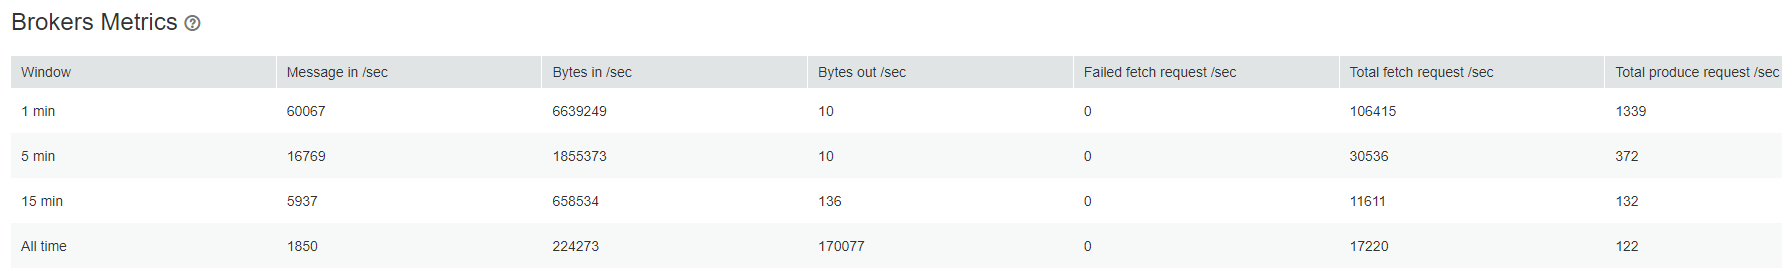 Brokers Metrics ?
Window Message in /sec Bytes in /sec Bytes out /sec Failed fetch request /sec Total fetch request /sec Total produce request /sec
1 min 60067 6639249 10 0 106415 1339
5 min 16769 1855373 10 0 30536 372
15 min 5937 658534 136 0 11611 132
All time 1850 224273 170077 0 17220 122